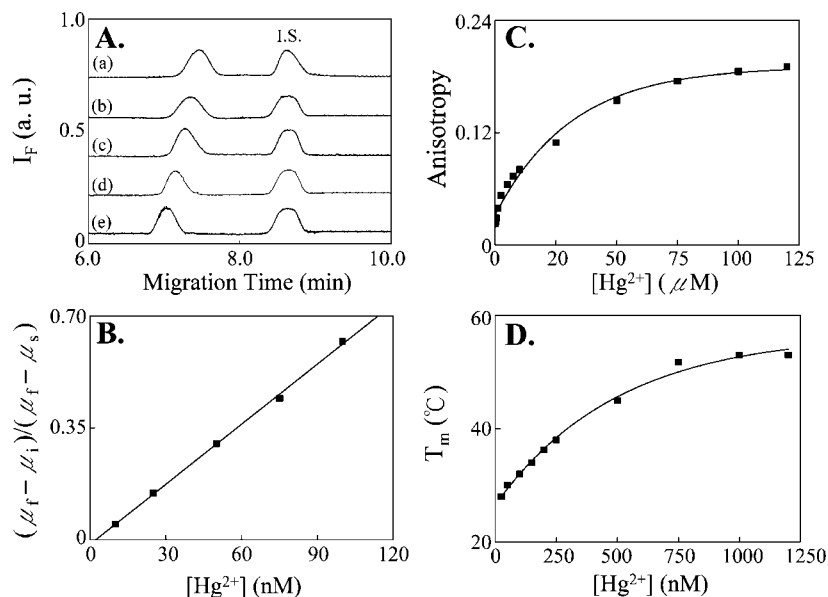 A.
I.S.
(a)
(b)
(c)
(d)
(e)
1.0
0.5
0
I_F (a. u.)
6.0 8.0 10.0
Migration Time (min)
C.
0.24
0.12
0
Anisotropy
0 25 50 75 100 125
[Hg²⁺] (μM)
B.
0.70
0.35
0
(μ_f − μ_i)/(μ_f − μ_s)
0 30 60 90 120
[Hg²⁺] (nM)
D.
60
40
20
T_m (℃)
0 250 500 750 1000 1250
[Hg²⁺] (nM)